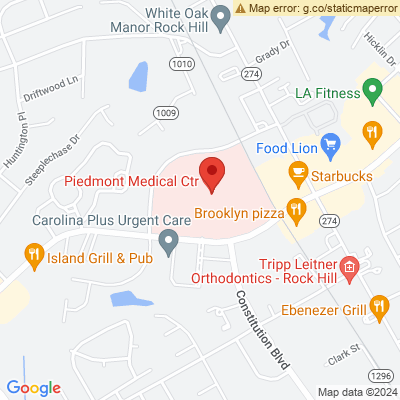 Map error: g.co/staticmaperror
White Oak
Manor Rock Hill
Grady Dr
Hicklin Dr
1010
274
Driftwood Ln
LA Fitness
1009
Huntington Pl
Steeplechase Dr
Food Lion
Piedmont Medical Ctr
Starbucks
Brooklyn pizza
Carolina Plus Urgent Care
274
Island Grill & Pub
Tripp Leitner
Orthodontics - Rock Hill
Constitution Blvd
Ebenezer Grill
Clark St
1296
Google
Map data ©2024